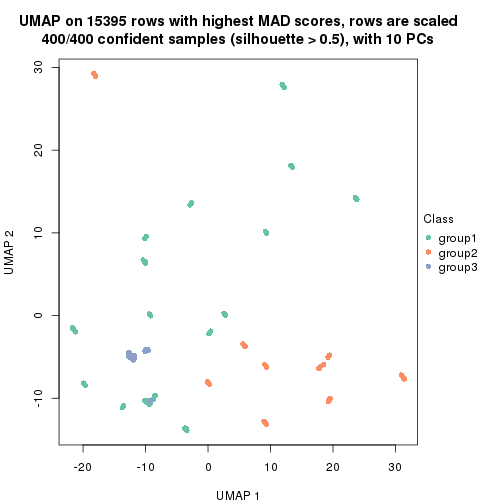 UMAP on 15395 rows with highest MAD scores, rows are scaled
400/400 confident samples (silhouette > 0.5), with 10 PCs
30
20
10
0
-10
UMAP 2
-20
-10
0
10
20
30
UMAP 1
Class
group1
group2
group3